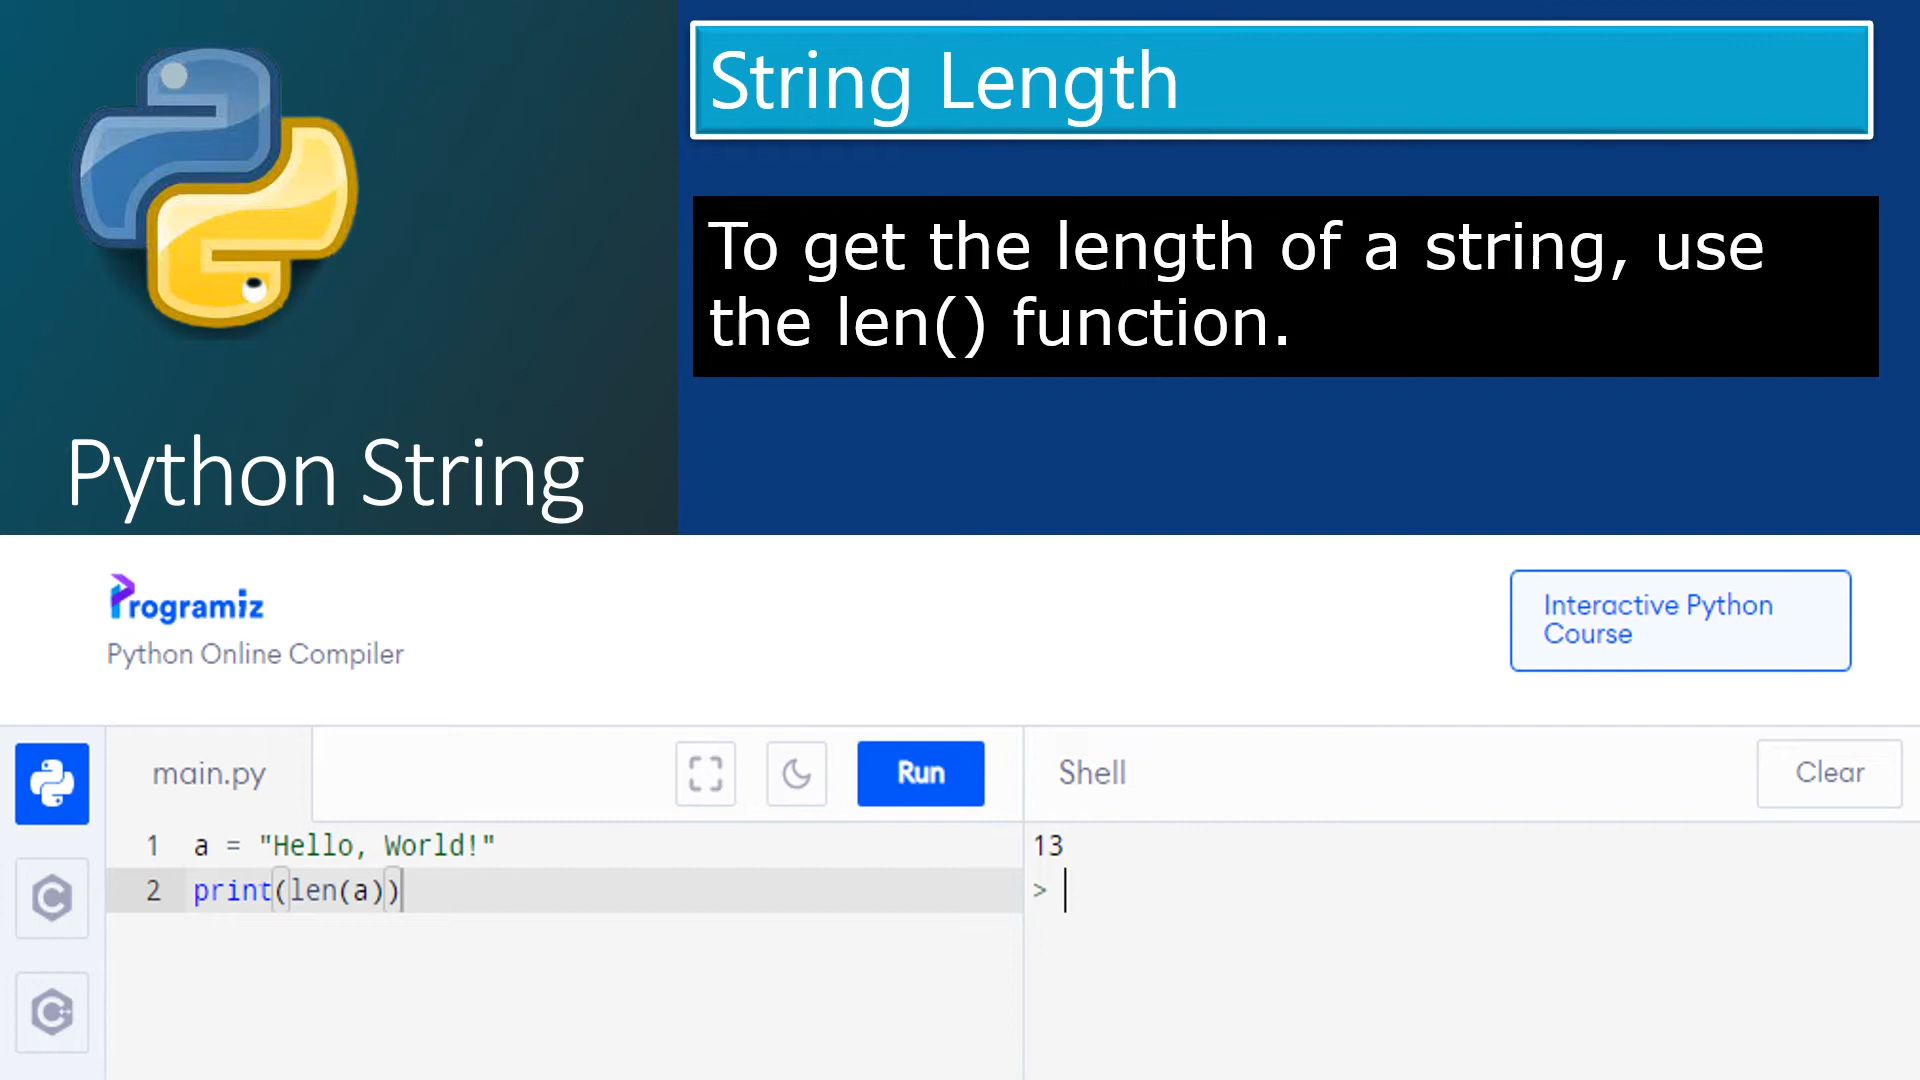 String Length
To get the length of a string, use
the len() function.
Python String
Programiz
Python Online Compiler
Interactive Python
Course
main.py
Run
Shell
Clear
1 a = "Hello, World!"
2 print(len(a))
13
>
C
C++